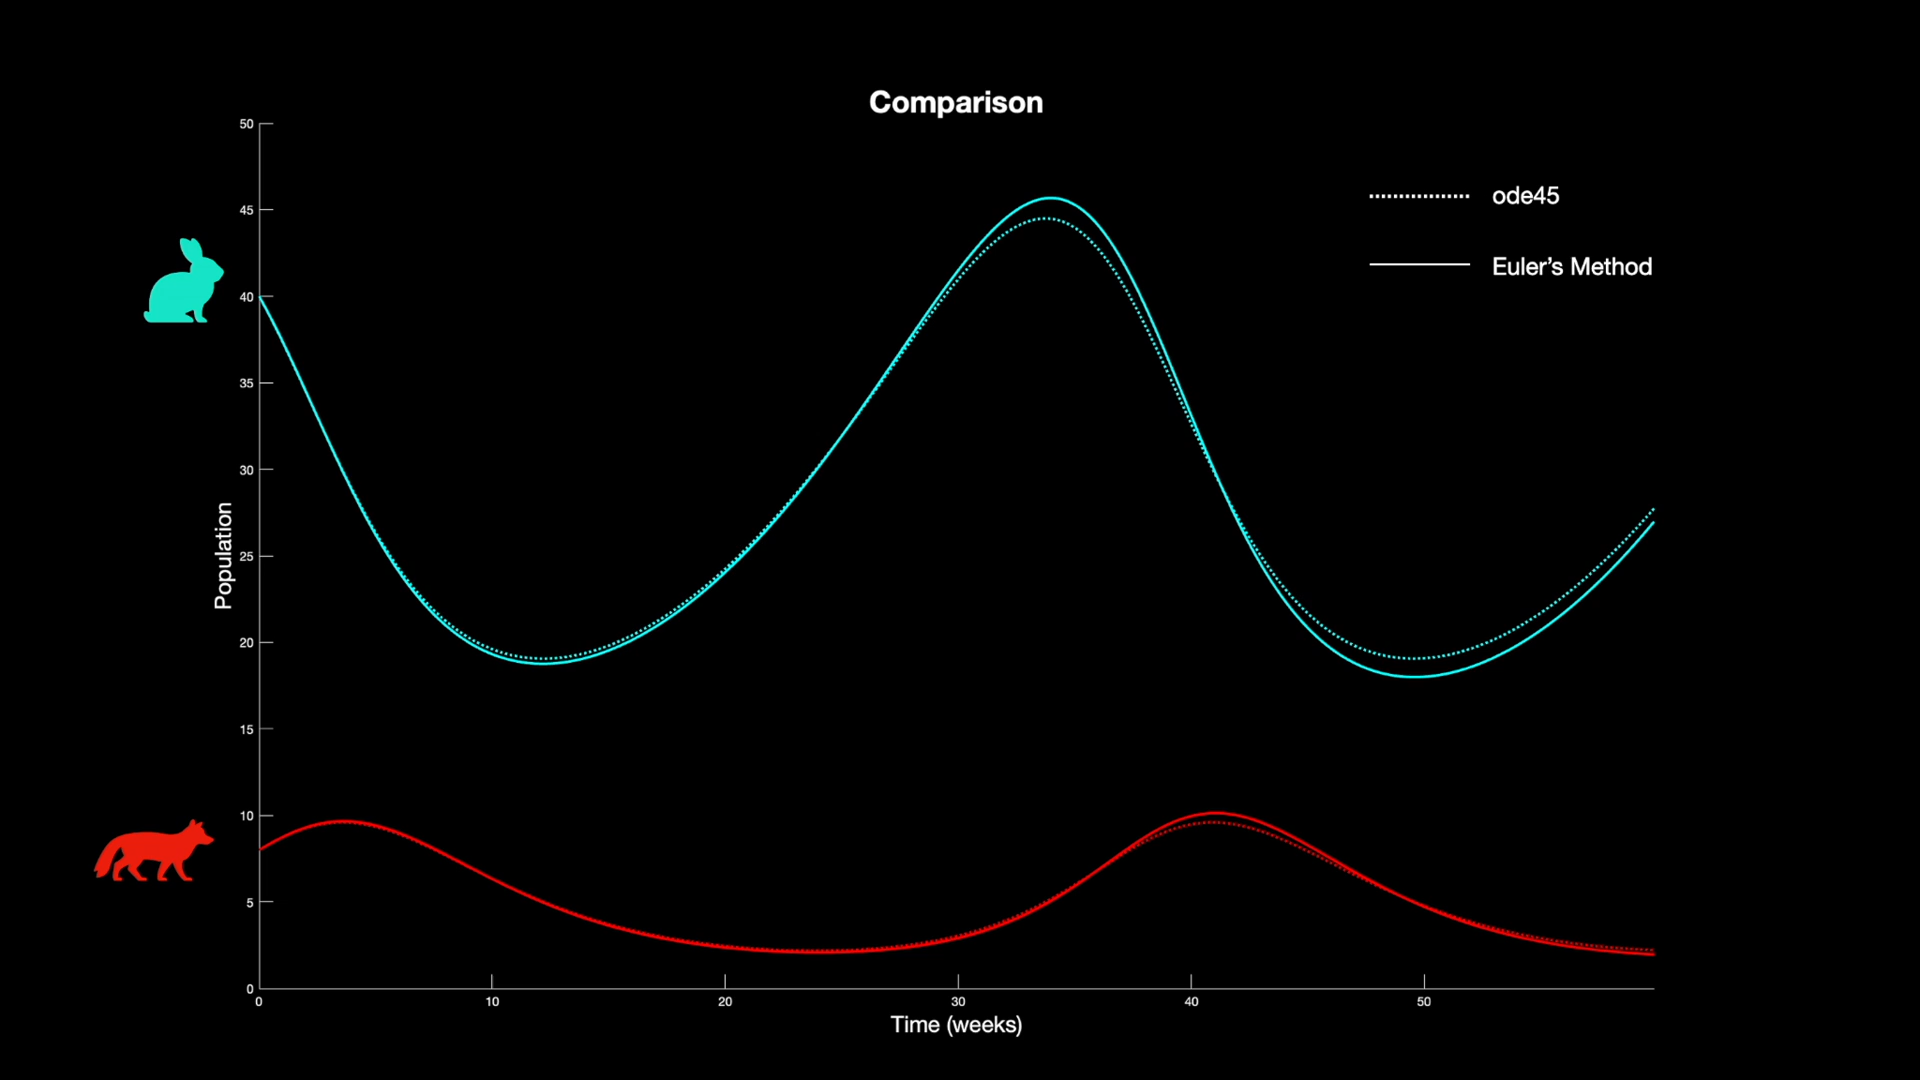 Comparison
50
45
40
35
30
25
20
15
10
5
0
Population
0 10 20 30 40 50
Time (weeks)
ode45
Euler’s Method